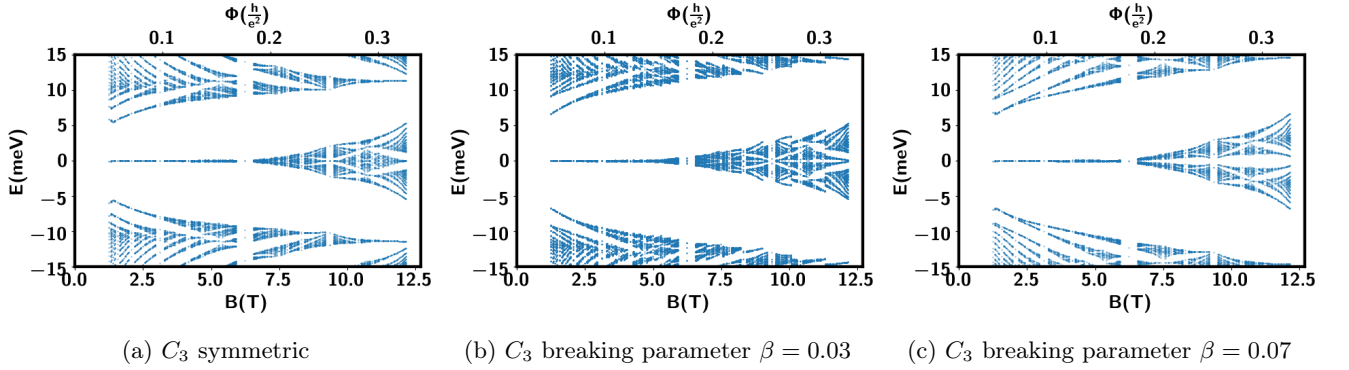 Φ(h/e²)
0.1 0.2 0.3
15
10
5
0
−5
−10
−15
E(meV)
0.0 2.5 5.0 7.5 10.0 12.5
B(T)
(a) C₃ symmetric
Φ(h/e²)
0.1 0.2 0.3
15
10
5
0
−5
−10
−15
E(meV)
0.0 2.5 5.0 7.5 10.0 12.5
B(T)
(b) C₃ breaking parameter β = 0.03
Φ(h/e²)
0.1 0.2 0.3
15
10
5
0
−5
−10
−15
E(meV)
0.0 2.5 5.0 7.5 10.0 12.5
B(T)
(c) C₃ breaking parameter β = 0.07